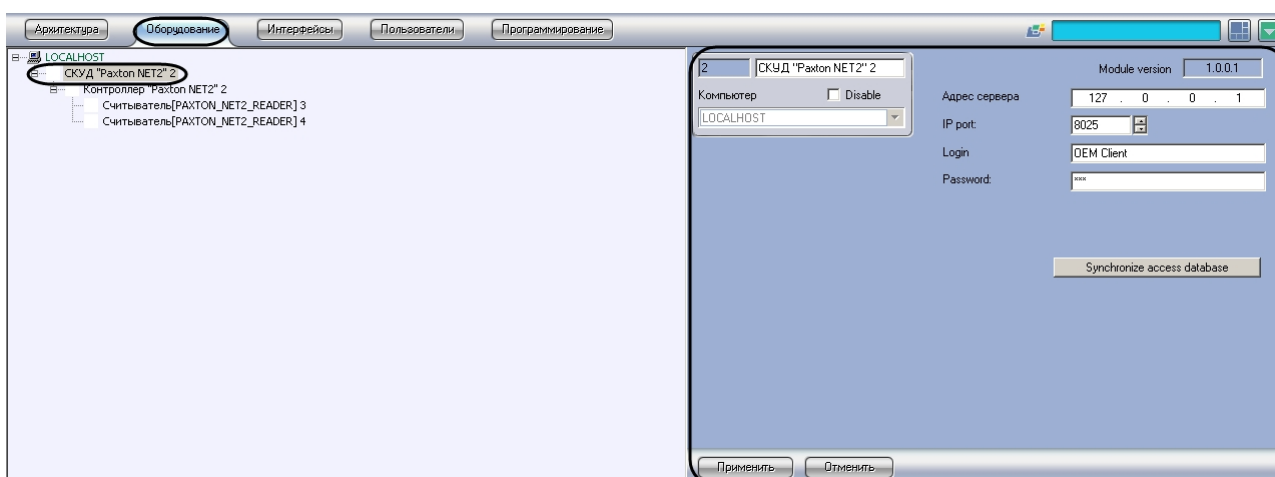 Архитектура Оборудование Интерфейсы Пользователи Программирование
LOCALHOST
СКУД "Paxton NET2" 2
Контроллер "Paxton NET2" 2
Считыватель[PAXTON_NET2_READER] 3
Считыватель[PAXTON_NET2_READER] 4
2 СКУД "Paxton NET2" 2
Компьютер Disable
LOCALHOST
Module version 1.0.0.1
Адрес сервера 127 . 0 . 0 . 1
IP port: 8025
Login OEM Client
Password: ***
Synchronize access database
Применить Отменить